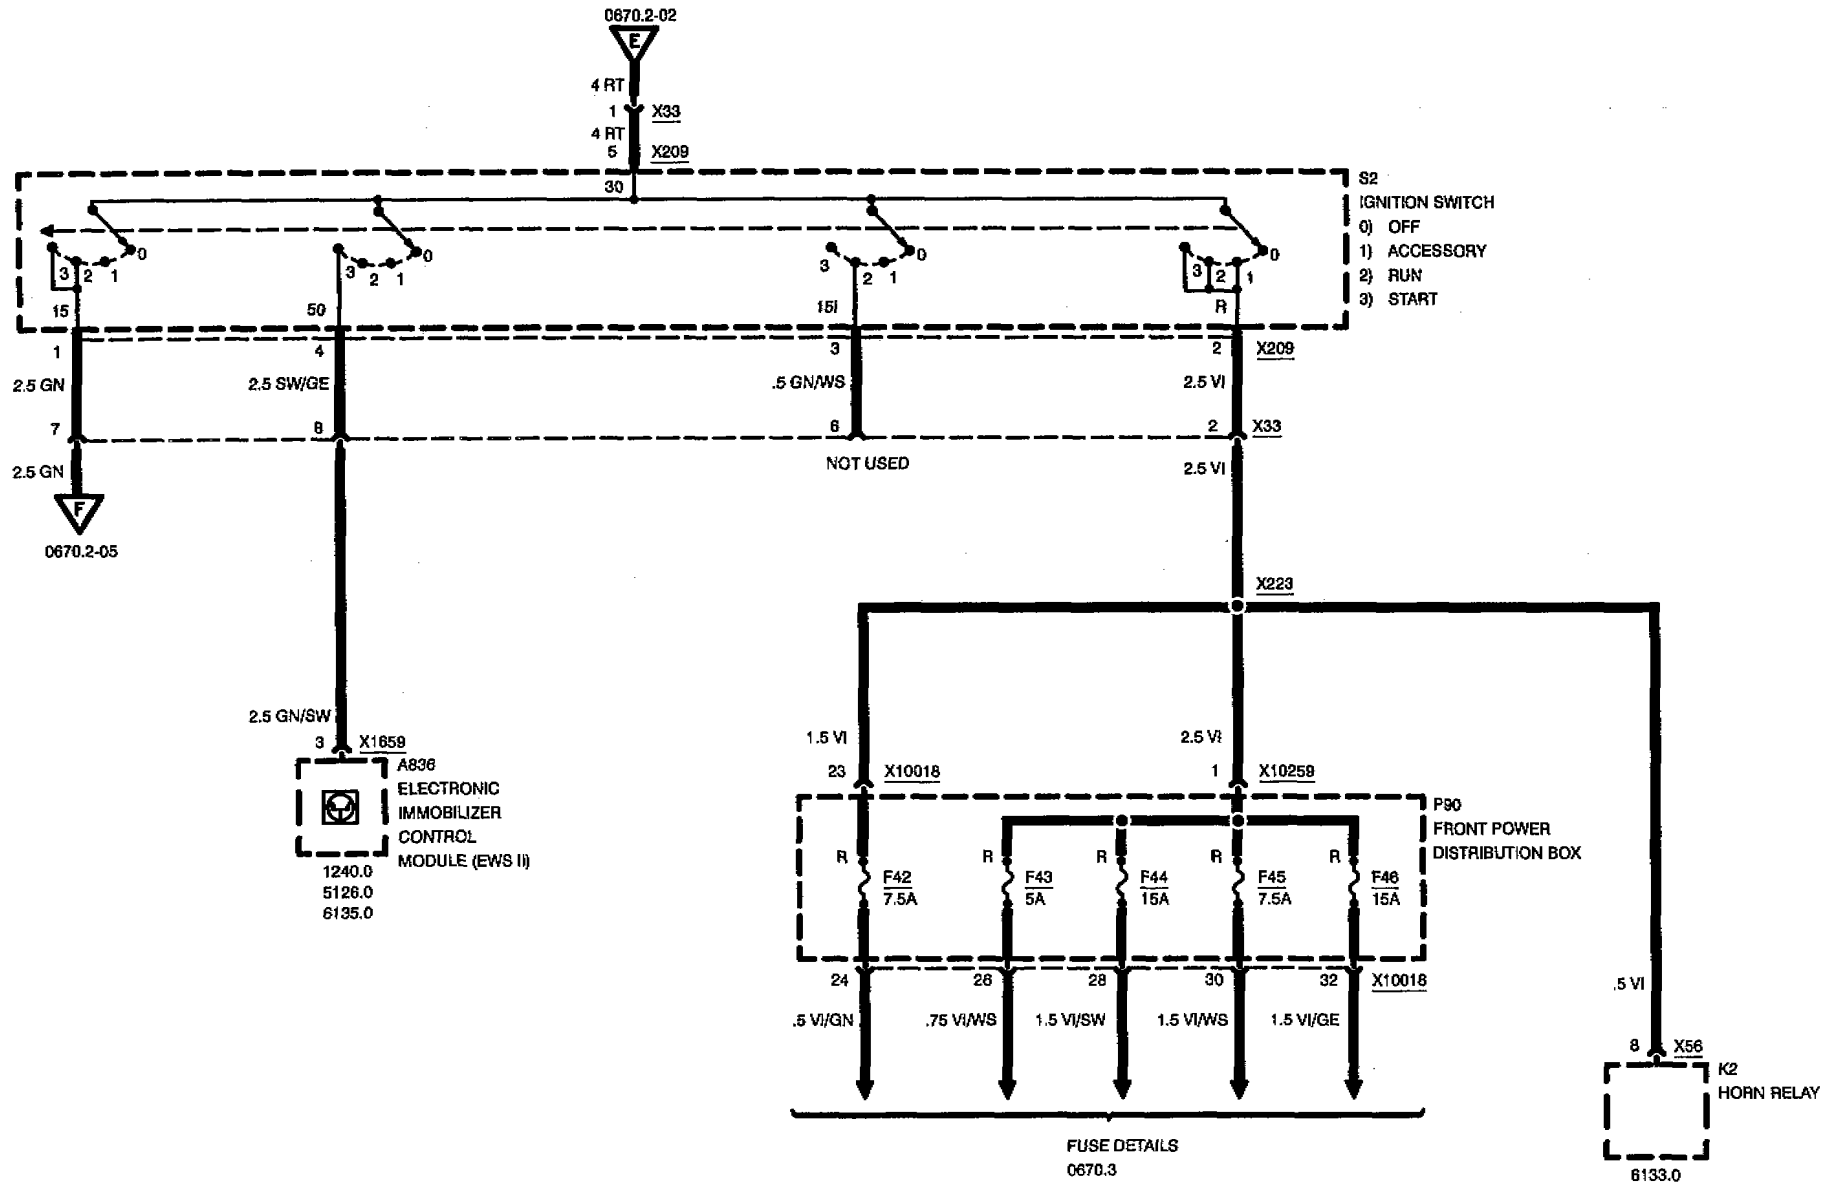 0670.2-02
E
4 RT
1 X33
4 RT
5 X209
30
S2
IGNITION SWITCH
0) OFF
1) ACCESSORY
2) RUN
3) START
3 2 1 0
3 2 1 0
3 2 1 0
3 2 1 0
15 50 15I R
1 4 3 2 X209
2.5 GN 2.5 SW/GE .5 GN/WS 2.5 VI
7 8 6 2 X33
NOT USED
2.5 GN 2.5 VI
F
0670.2-05
X223
2.5 GN/SW
3 X1659
A836
ELECTRONIC
IMMOBILIZER
CONTROL
MODULE (EWS II)
1240.0
5126.0
6135.0
1.5 VI 2.5 VI
23 X10018 1 X10259
P90
FRONT POWER
DISTRIBUTION BOX
R R R R R
F42 F43 F44 F45 F46
7.5A 5A 15A 7.5A 15A
24 26 28 30 32 X10018
.5 VI/GN .75 VI/WS 1.5 VI/SW 1.5 VI/WS 1.5 VI/GE
FUSE DETAILS
0670.3
.5 VI
8 X56
K2
HORN RELAY
6133.0